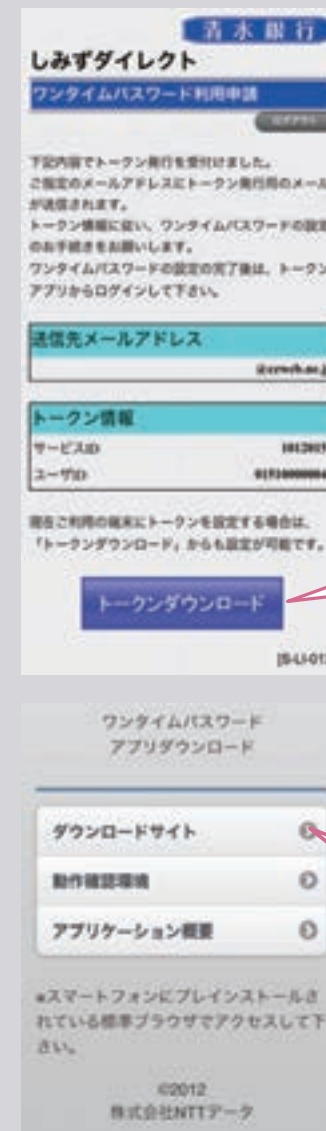 清水銀行
しみずダイレクト
ワンタイムパスワード利用申請
ログアウト
下記内容でトークン発行を受付けました。
ご指定のメールアドレスにトークン発行用のメール
が送信されます。
トークン情報に従い、ワンタイムパスワードの設定
のお手続きをお願いします。
ワンタイムパスワードの設定の完了後は、トークン
アプリからログインして下さい。
送信先メールアドレス
トークン情報
サービスID
ユーザID
現在ご利用の端末にトークンを設定する場合は、
「トークンダウンロード」からも設定が可能です。
トークンダウンロード
ワンタイムパスワード
アプリダウンロード
ダウンロードサイト
動作確認環境
アプリケーション概要
※スマートフォンにプレインストールさ
れている標準ブラウザでアクセスして下
さい。
©2012
株式会社NTTデータ